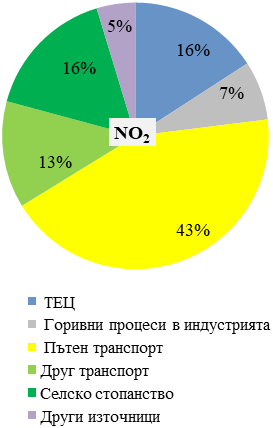 5%
16%
16%
7%
NO₂
13%
43%
ТЕЦ
Горивни процеси в индустрията
Пътен транспорт
Друг транспорт
Селско стопанство
Други източници